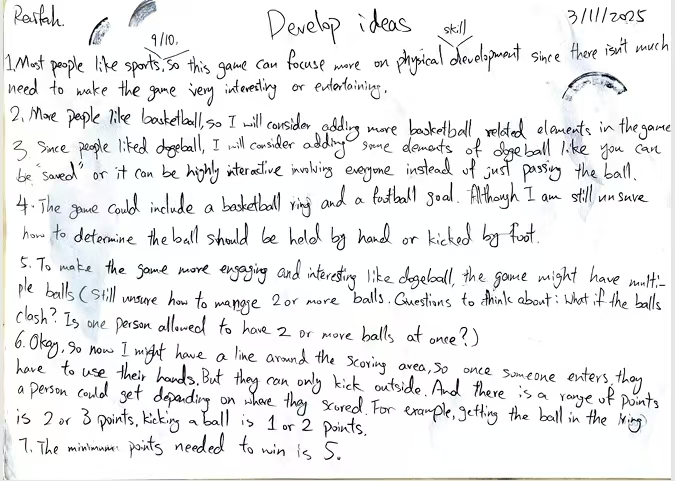 Rearfah. Develop ideas 3/11/2025
9/10. skill
1. Most people like sports, so this game can focuse more on physical development since there isn't much
need to make the game very interesting or entertaining.
2. More people like basketball, so I will consider adding more basketball related elements in the game
3. Since people liked dogeball, I will consider adding some elements of dogeball like you can
be "saved" or it can be highly interactive involving everyone instead of just passing the ball.
4. The game could include a basketball ring and a football goal. Although I am still unsure
how to determine the ball should be held by hand or kicked by foot.
5. To make the game more engaging and interesting like dogeball, the game might have multi-
ple balls (Still unsure how to mange 2 or more balls. Questions to think about: What if the balls
clash? Is one person allowed to have 2 or more balls at once?)
6. Okay, so now I might have a line around the scoring area, so once someone enters, they
have to use their hands. But they can only kick outside. And there is a range of points
a person could get depending on where they scored. For example, getting the ball in the ring
is 2 or 3 points, kicking a ball is 1 or 2 points.
7. The minimum points needed to win is 5.